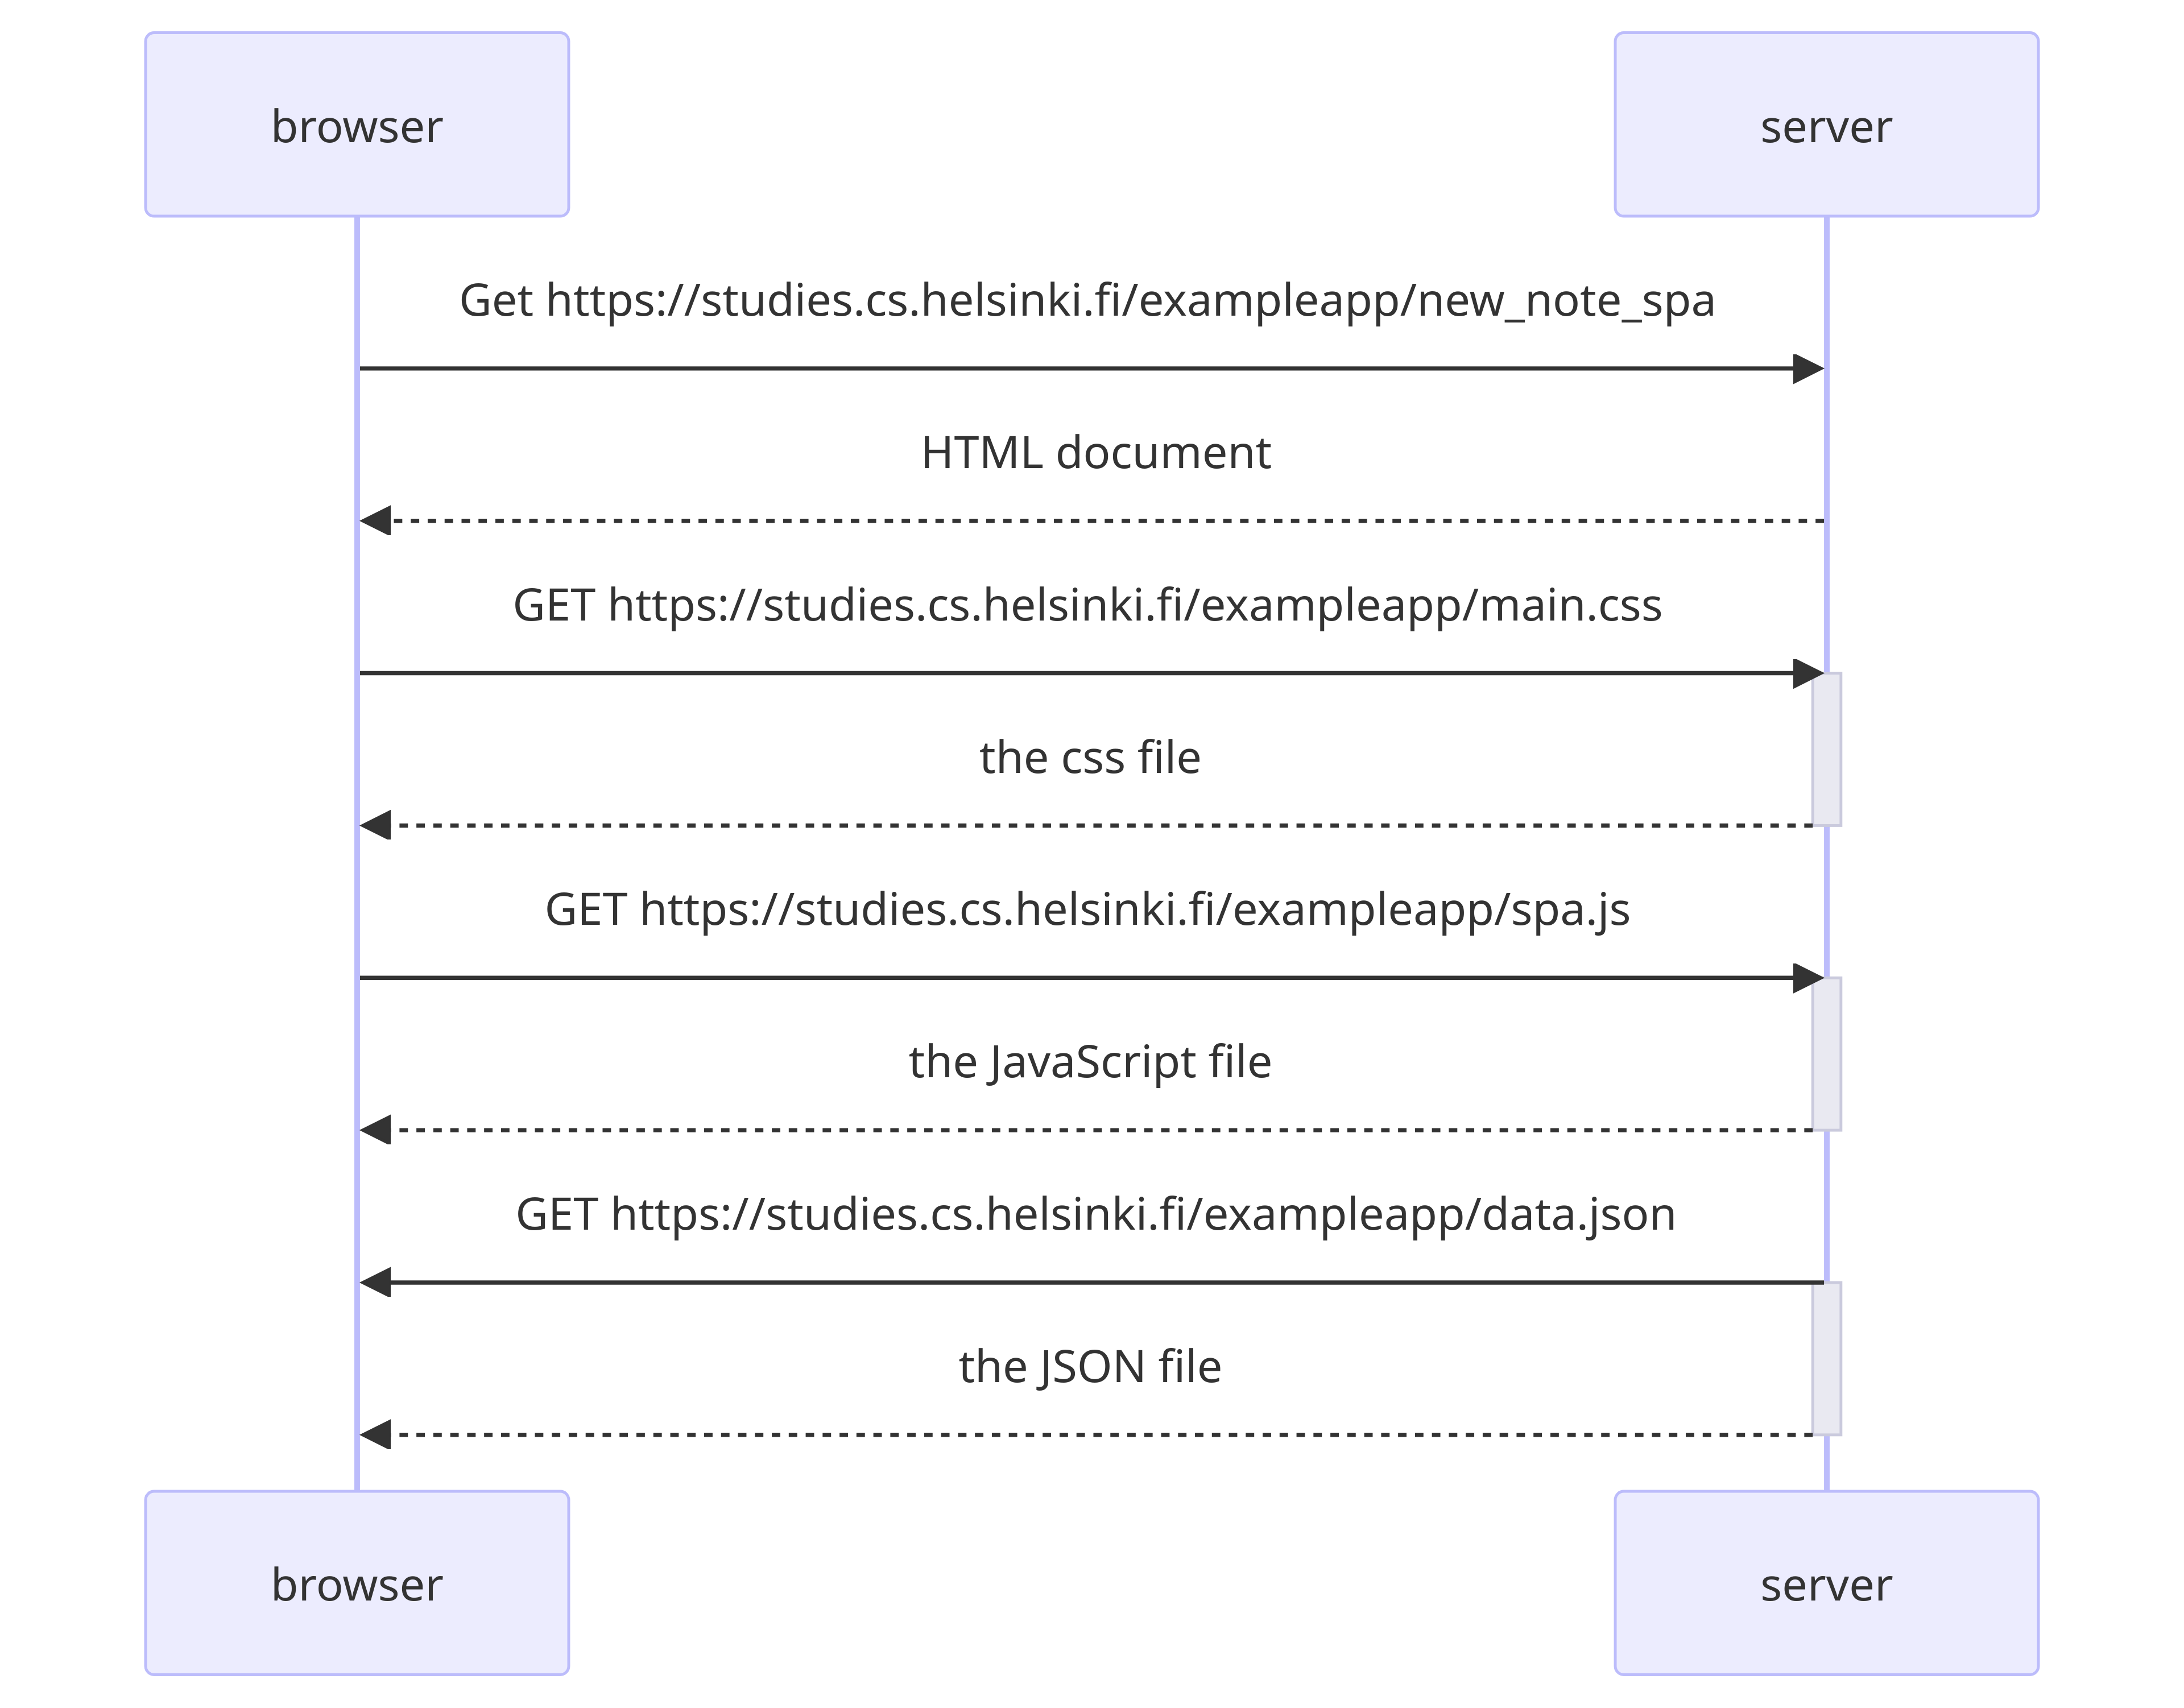 browser
server
Get https://studies.cs.helsinki.fi/exampleapp/new_note_spa
HTML document
GET https://studies.cs.helsinki.fi/exampleapp/main.css
the css file
GET https://studies.cs.helsinki.fi/exampleapp/spa.js
the JavaScript file
GET https://studies.cs.helsinki.fi/exampleapp/data.json
the JSON file
browser
server